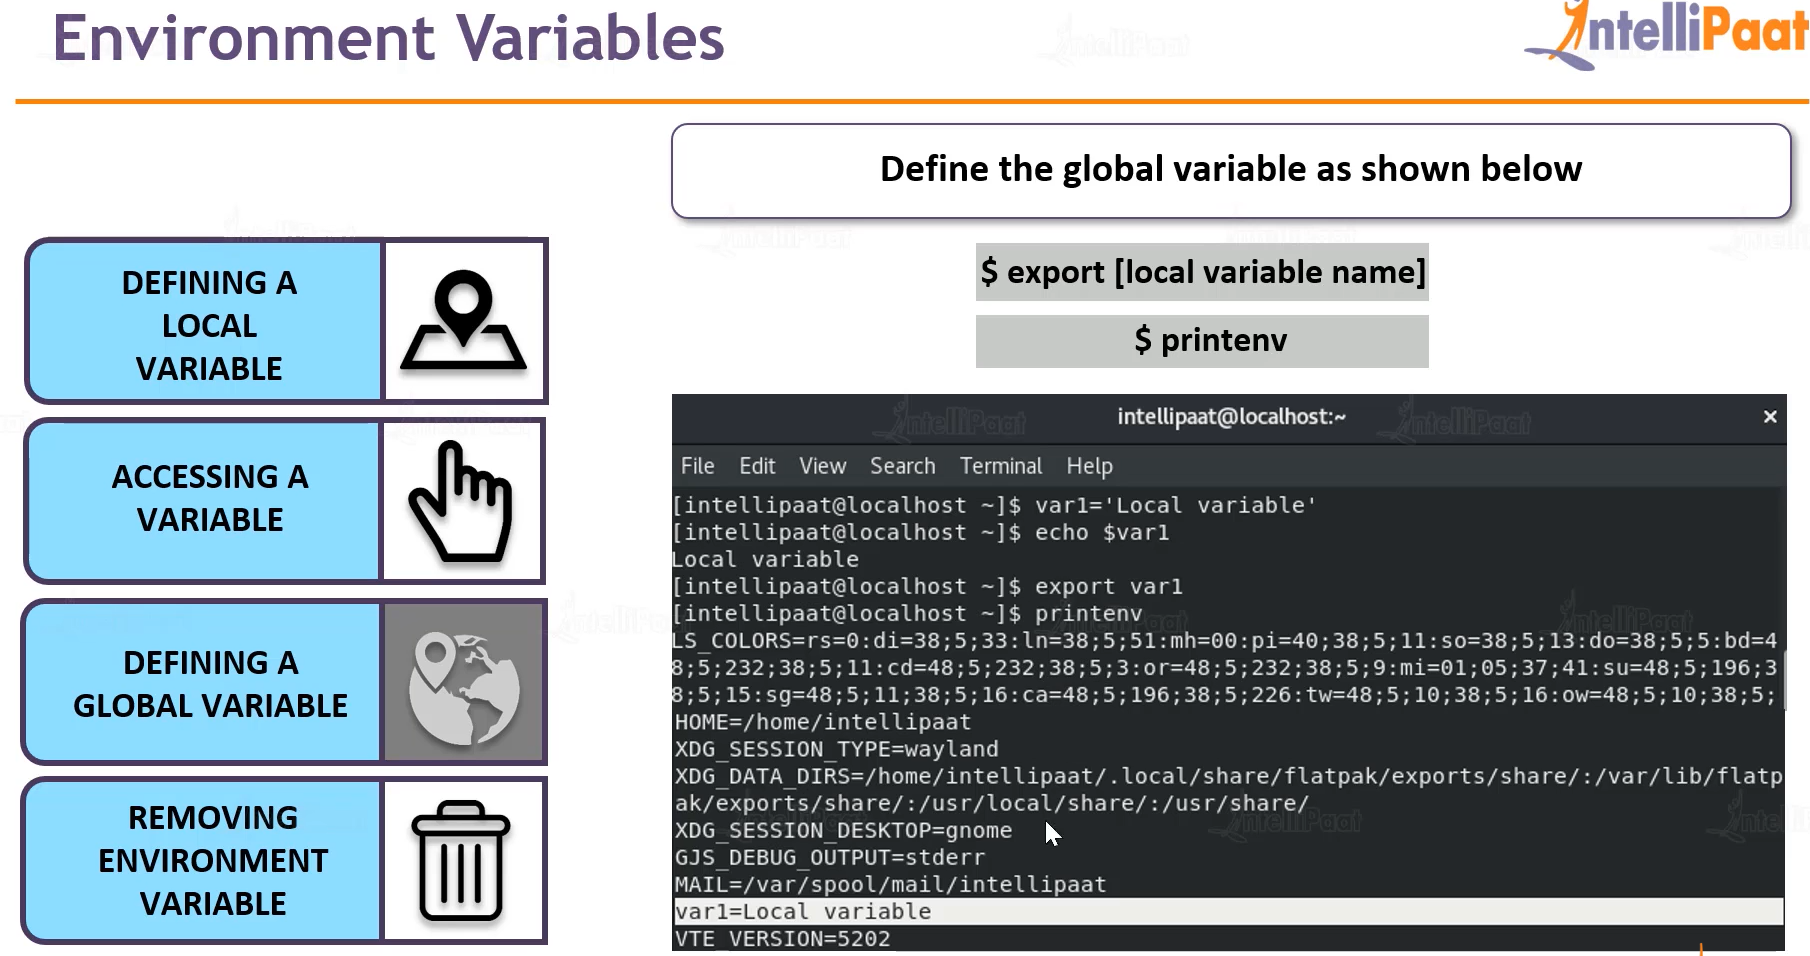 Environment Variables
IntelliPaat
Define the global variable as shown below
DEFINING A
LOCAL
VARIABLE
ACCESSING A
VARIABLE
DEFINING A
GLOBAL VARIABLE
REMOVING
ENVIRONMENT
VARIABLE
$ export [local variable name]
$ printenv
intellipaat@localhost:~
File Edit View Search Terminal Help
[intellipaat@localhost ~]$ var1='Local variable'
[intellipaat@localhost ~]$ echo $var1
Local variable
[intellipaat@localhost ~]$ export var1
[intellipaat@localhost ~]$ printenv
LS_COLORS=rs=0:di=38;5;33:ln=38;5;51:mh=00:pi=40;38;5;11:so=38;5;13:do=38;5;5:bd=4
8;5;232;38;5;11:cd=48;5;232;38;5;3:or=48;5;232;38;5;9:mi=01;05;37;41:su=48;5;196;3
8;5;15:sg=48;5;11;38;5;16:ca=48;5;196;38;5;226:tw=48;5;10;38;5;16:ow=48;5;10;38;5;
HOME=/home/intellipaat
XDG_SESSION_TYPE=wayland
XDG_DATA_DIRS=/home/intellipaat/.local/share/flatpak/exports/share/:/var/lib/flatp
ak/exports/share/:/usr/local/share/:/usr/share/
XDG_SESSION_DESKTOP=gnome
GJS_DEBUG_OUTPUT=stderr
MAIL=/var/spool/mail/intellipaat
var1=Local variable
VTE_VERSION=5202